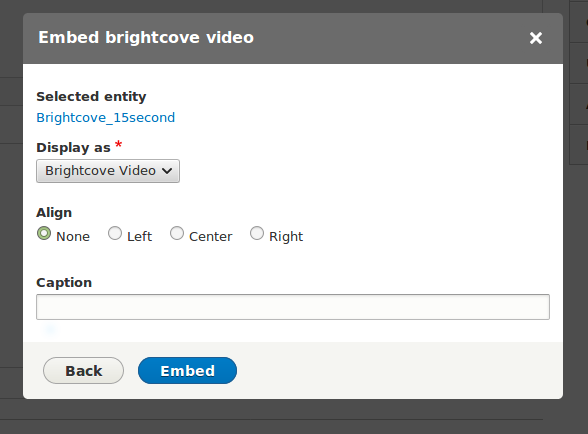 Embed brightcove video
Selected entity
Brightcove_15second
Display as *
Brightcove Video
Align
None Left Center Right
Caption
Back Embed